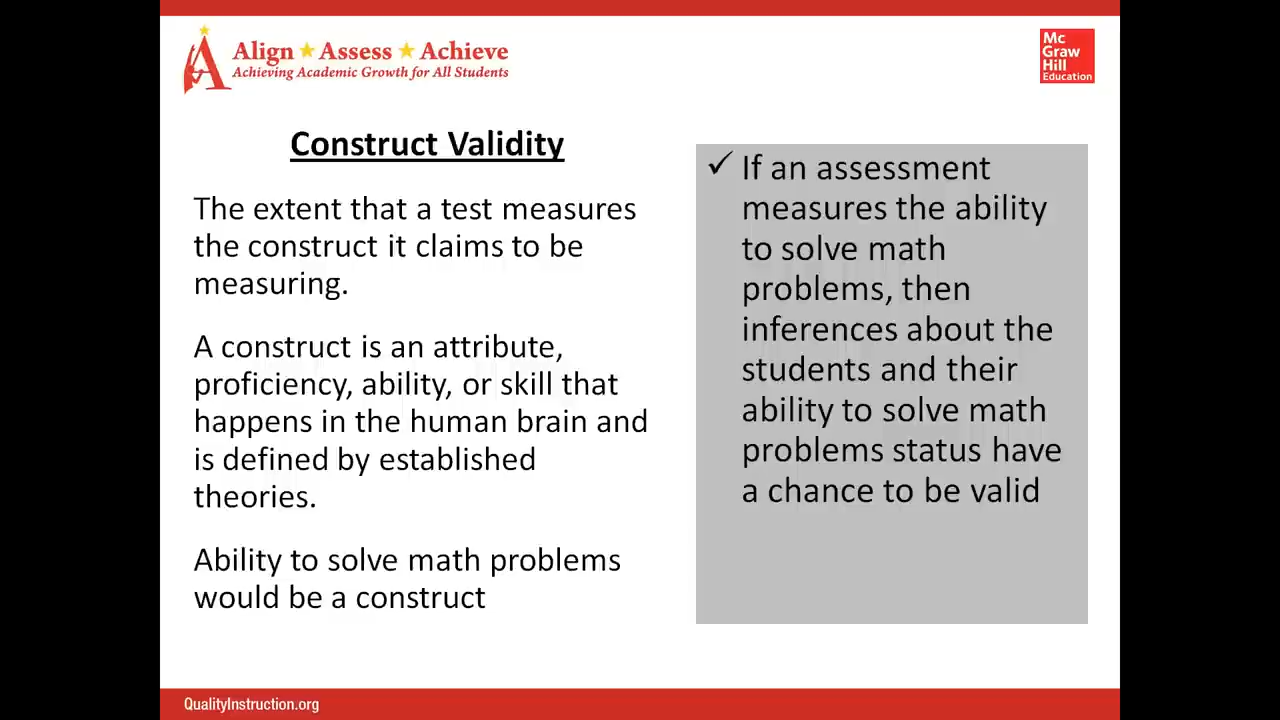 Align ★ Assess ★ Achieve
Achieving Academic Growth for All Students
Mc
Graw
Hill
Education
Construct Validity
The extent that a test measures
the construct it claims to be
measuring.
A construct is an attribute,
proficiency, ability, or skill that
happens in the human brain and
is defined by established
theories.
Ability to solve math problems
would be a construct
✓ If an assessment
measures the ability
to solve math
problems, then
inferences about the
students and their
ability to solve math
problems status have
a chance to be valid
QualityInstruction.org